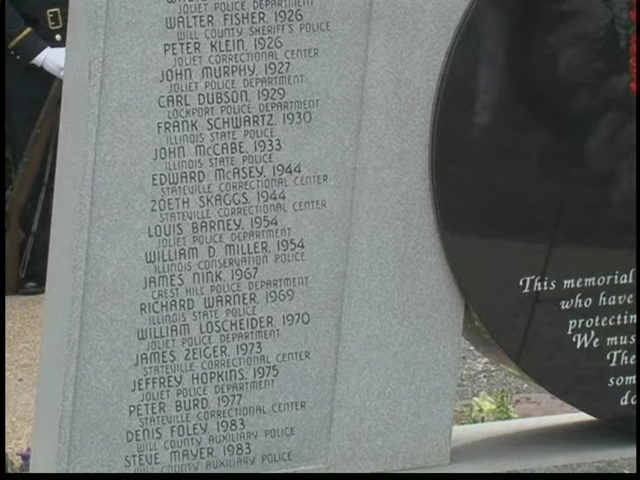 JOLIET POLICE DEPARTMENT
WALTER FISHER, 1926
WILL COUNTY SHERIFF'S POLICE
PETER KLEIN, 1926
JOLIET CORRECTIONAL CENTER
JOHN MURPHY, 1927
JOLIET POLICE DEPARTMENT
CARL DUBSON, 1929
LOCKPORT POLICE DEPARTMENT
FRANK SCHWARTZ, 1930
ILLINOIS STATE POLICE
JOHN McCABE, 1933
ILLINOIS STATE POLICE
EDWARD McASEY, 1944
STATEVILLE CORRECTIONAL CENTER
ZOETH SKAGGS, 1944
STATEVILLE CORRECTIONAL CENTER
LOUIS BARNEY, 1954
JOLIET POLICE DEPARTMENT
WILLIAM D. MILLER, 1954
ILLINOIS CONSERVATION POLICE
JAMES NINK, 1967
CREST HILL POLICE DEPARTMENT
RICHARD WARNER, 1969
ILLINOIS STATE POLICE
WILLIAM LOSCHEIDER, 1970
JOLIET POLICE DEPARTMENT
JAMES ZEIGER, 1973
STATEVILLE CORRECTIONAL CENTER
JEFFREY HOPKINS, 1975
JOLIET POLICE DEPARTMENT
PETER BURD, 1977
STATEVILLE CORRECTIONAL CENTER
DENIS FOLEY, 1983
WILL COUNTY AUXILIARY POLICE
STEVE MAYER, 1983
WILL COUNTY AUXILIARY POLICE
This memorial
who have
protectin
We mus
The
som
da